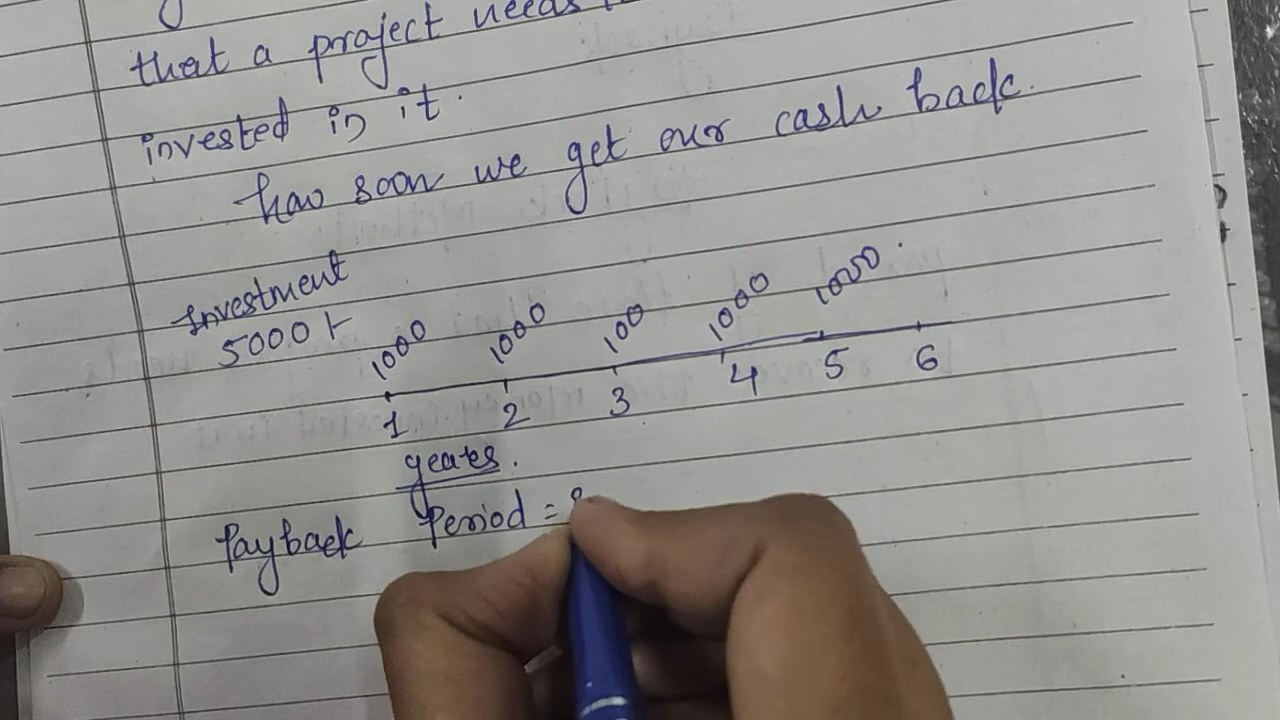 that a project needs
invested in it.
how soon we get our cash back.
Investment
5000 1000 1000 100 1000 1000
1 2 3 4 5 6
years.
Payback Period =